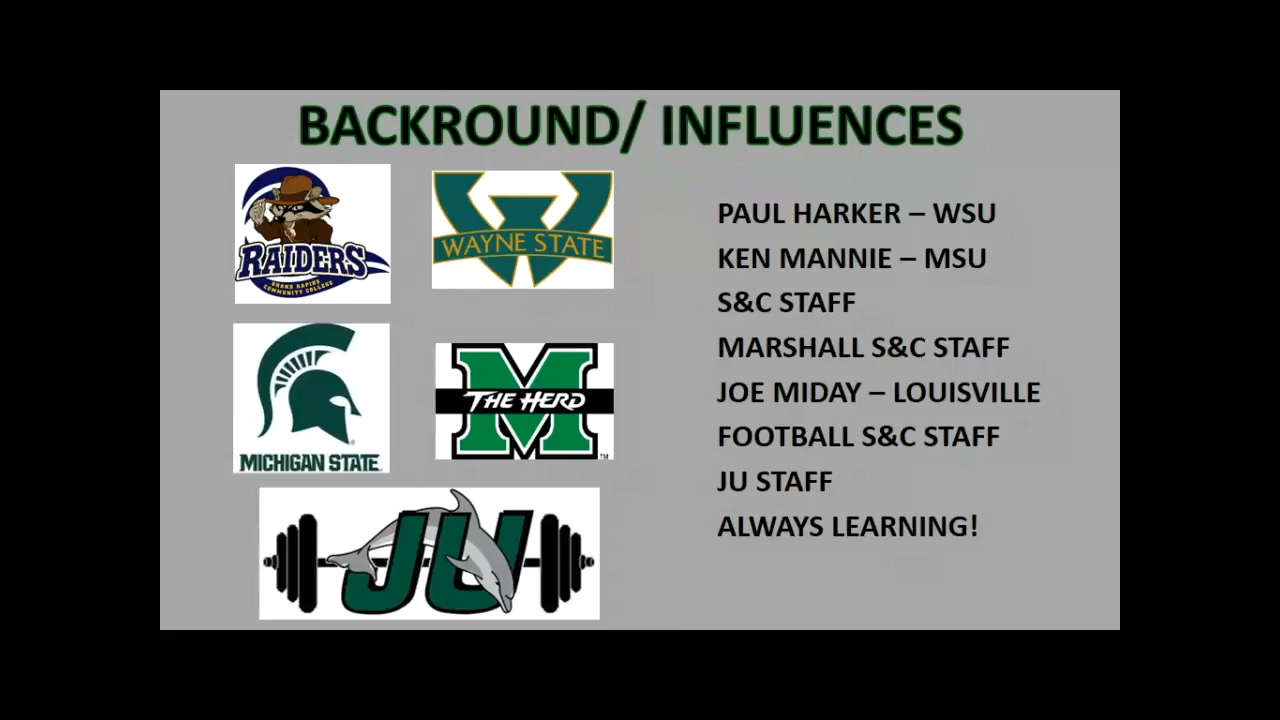 BACKROUND/ INFLUENCES
RAIDERS
GRAND RAPIDS
COMMUNITY COLLEGE
WAYNE STATE
MICHIGAN STATE
THE HERD
TM
JU
PAUL HARKER – WSU
KEN MANNIE – MSU
S&C STAFF
MARSHALL S&C STAFF
JOE MIDAY – LOUISVILLE
FOOTBALL S&C STAFF
JU STAFF
ALWAYS LEARNING!